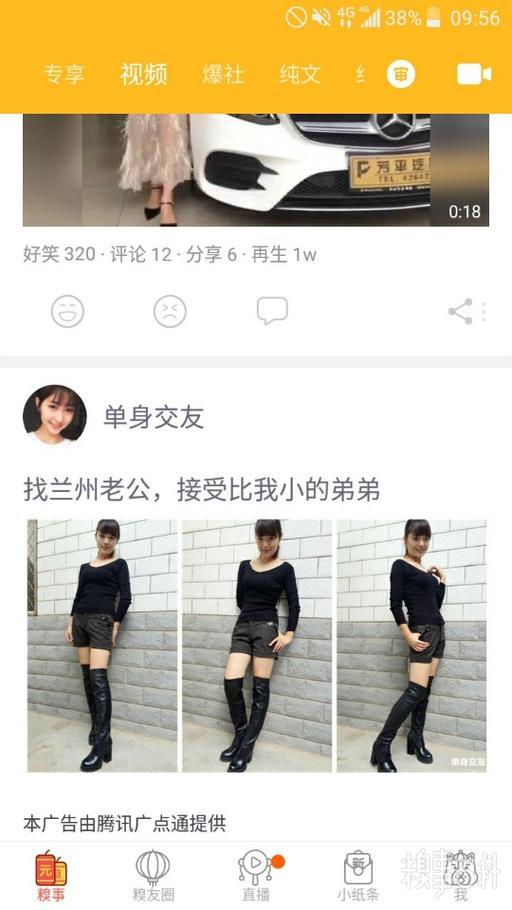 4G 4G 38% 09:56
专享 视频 爆社 纯文 审
芳平汽
0:18
好笑 320 · 评论 12 · 分享 6 · 再生 1w
单身交友
找兰州老公，接受比我小的弟弟
单身交友
本广告由腾讯广点通提供
元
糗事 糗友圈 直播 新 小纸条 我
糗事百科